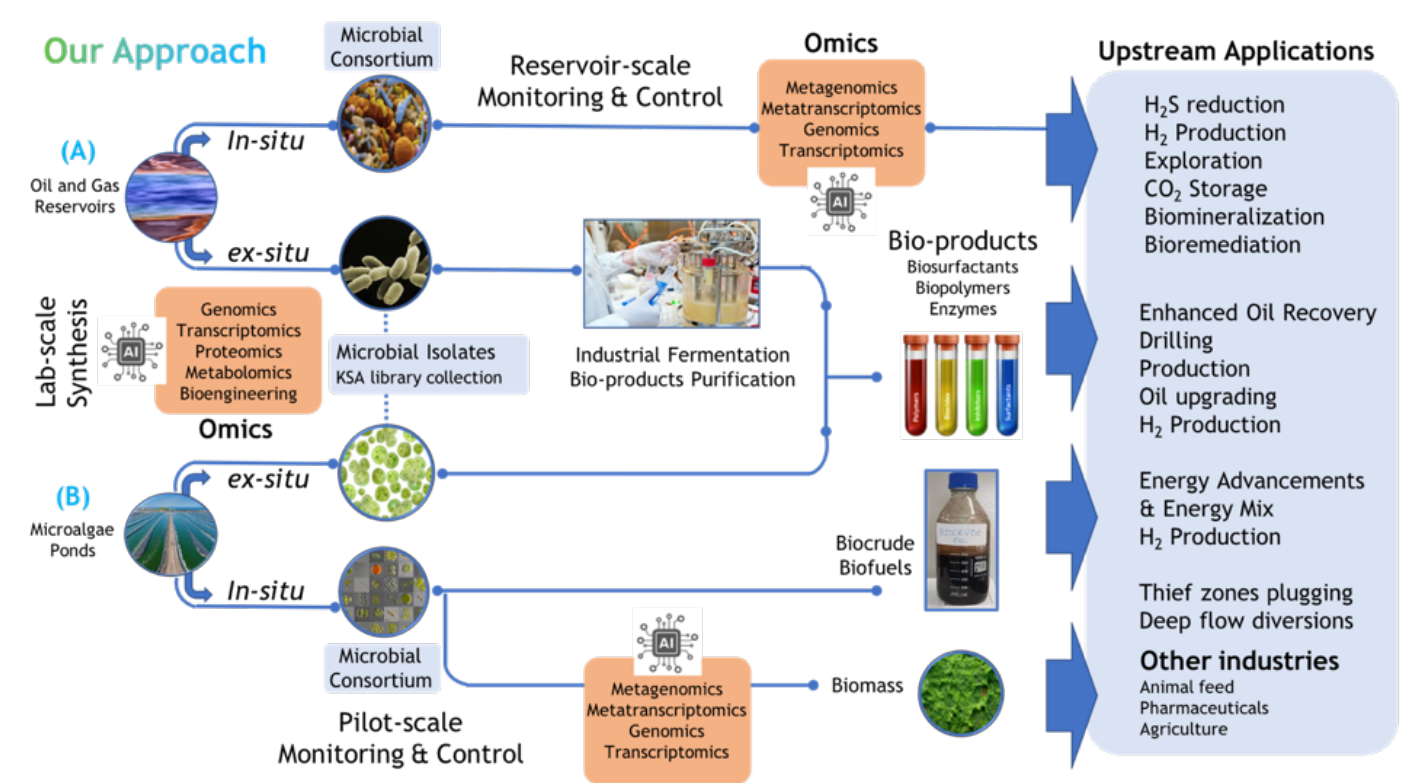 Our Approach
Microbial
Consortium
Reservoir-scale
Monitoring & Control
Omics
Metagenomics
Metatranscriptomics
Genomics
Transcriptomics
AI
Upstream Applications
H₂S reduction
H₂ Production
Exploration
CO₂ Storage
Biomineralization
Bioremediation
(A)
Oil and Gas
Reservoirs
In-situ
ex-situ
Lab-scale
Synthesis
AI
Genomics
Transcriptomics
Proteomics
Metabolomics
Bioengineering
Omics
Microbial Isolates
KSA library collection
Industrial Fermentation
Bio-products Purification
Bio-products
Biosurfactants
Biopolymers
Enzymes
Polymers
Biocides
Inhibitors
Surfactants
Enhanced Oil Recovery
Drilling
Production
Oil upgrading
H₂ Production
(B)
Microalgae
Ponds
ex-situ
In-situ
Microbial
Consortium
Pilot-scale
Monitoring & Control
Biocrude
Biofuels
Energy Advancements
& Energy Mix
H₂ Production
AI
Metagenomics
Metatranscriptomics
Genomics
Transcriptomics
Biomass
Thief zones plugging
Deep flow diversions
Other industries
Animal feed
Pharmaceuticals
Agriculture